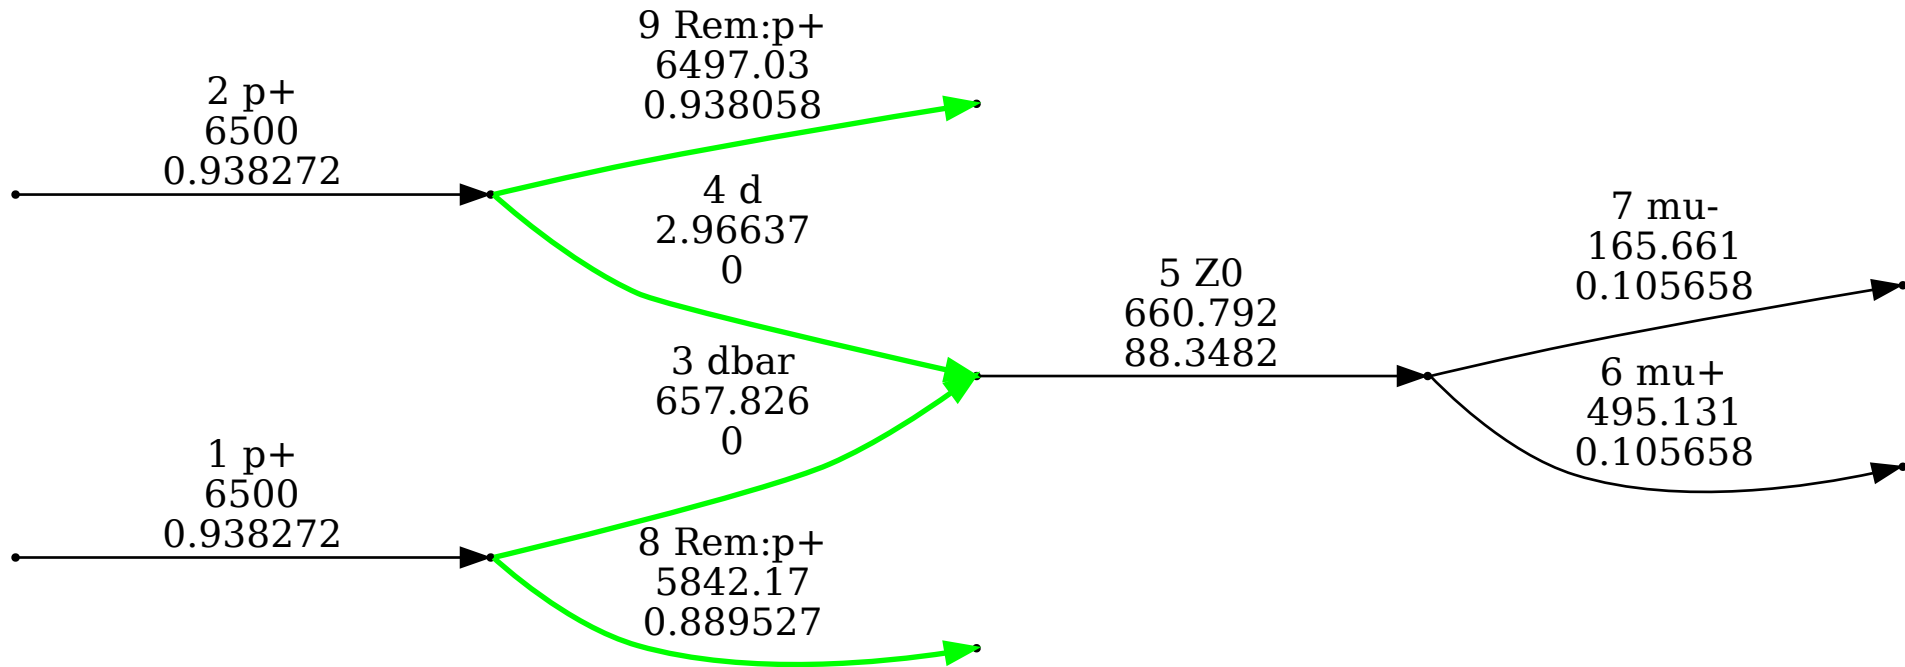 9 Rem:p+
6497.03
0.938058
2 p+
6500
0.938272
4 d
2.96637
0
7 mu-
165.661
0.105658
5 Z0
660.792
88.3482
3 dbar
657.826
0
6 mu+
495.131
0.105658
1 p+
6500
0.938272
8 Rem:p+
5842.17
0.889527